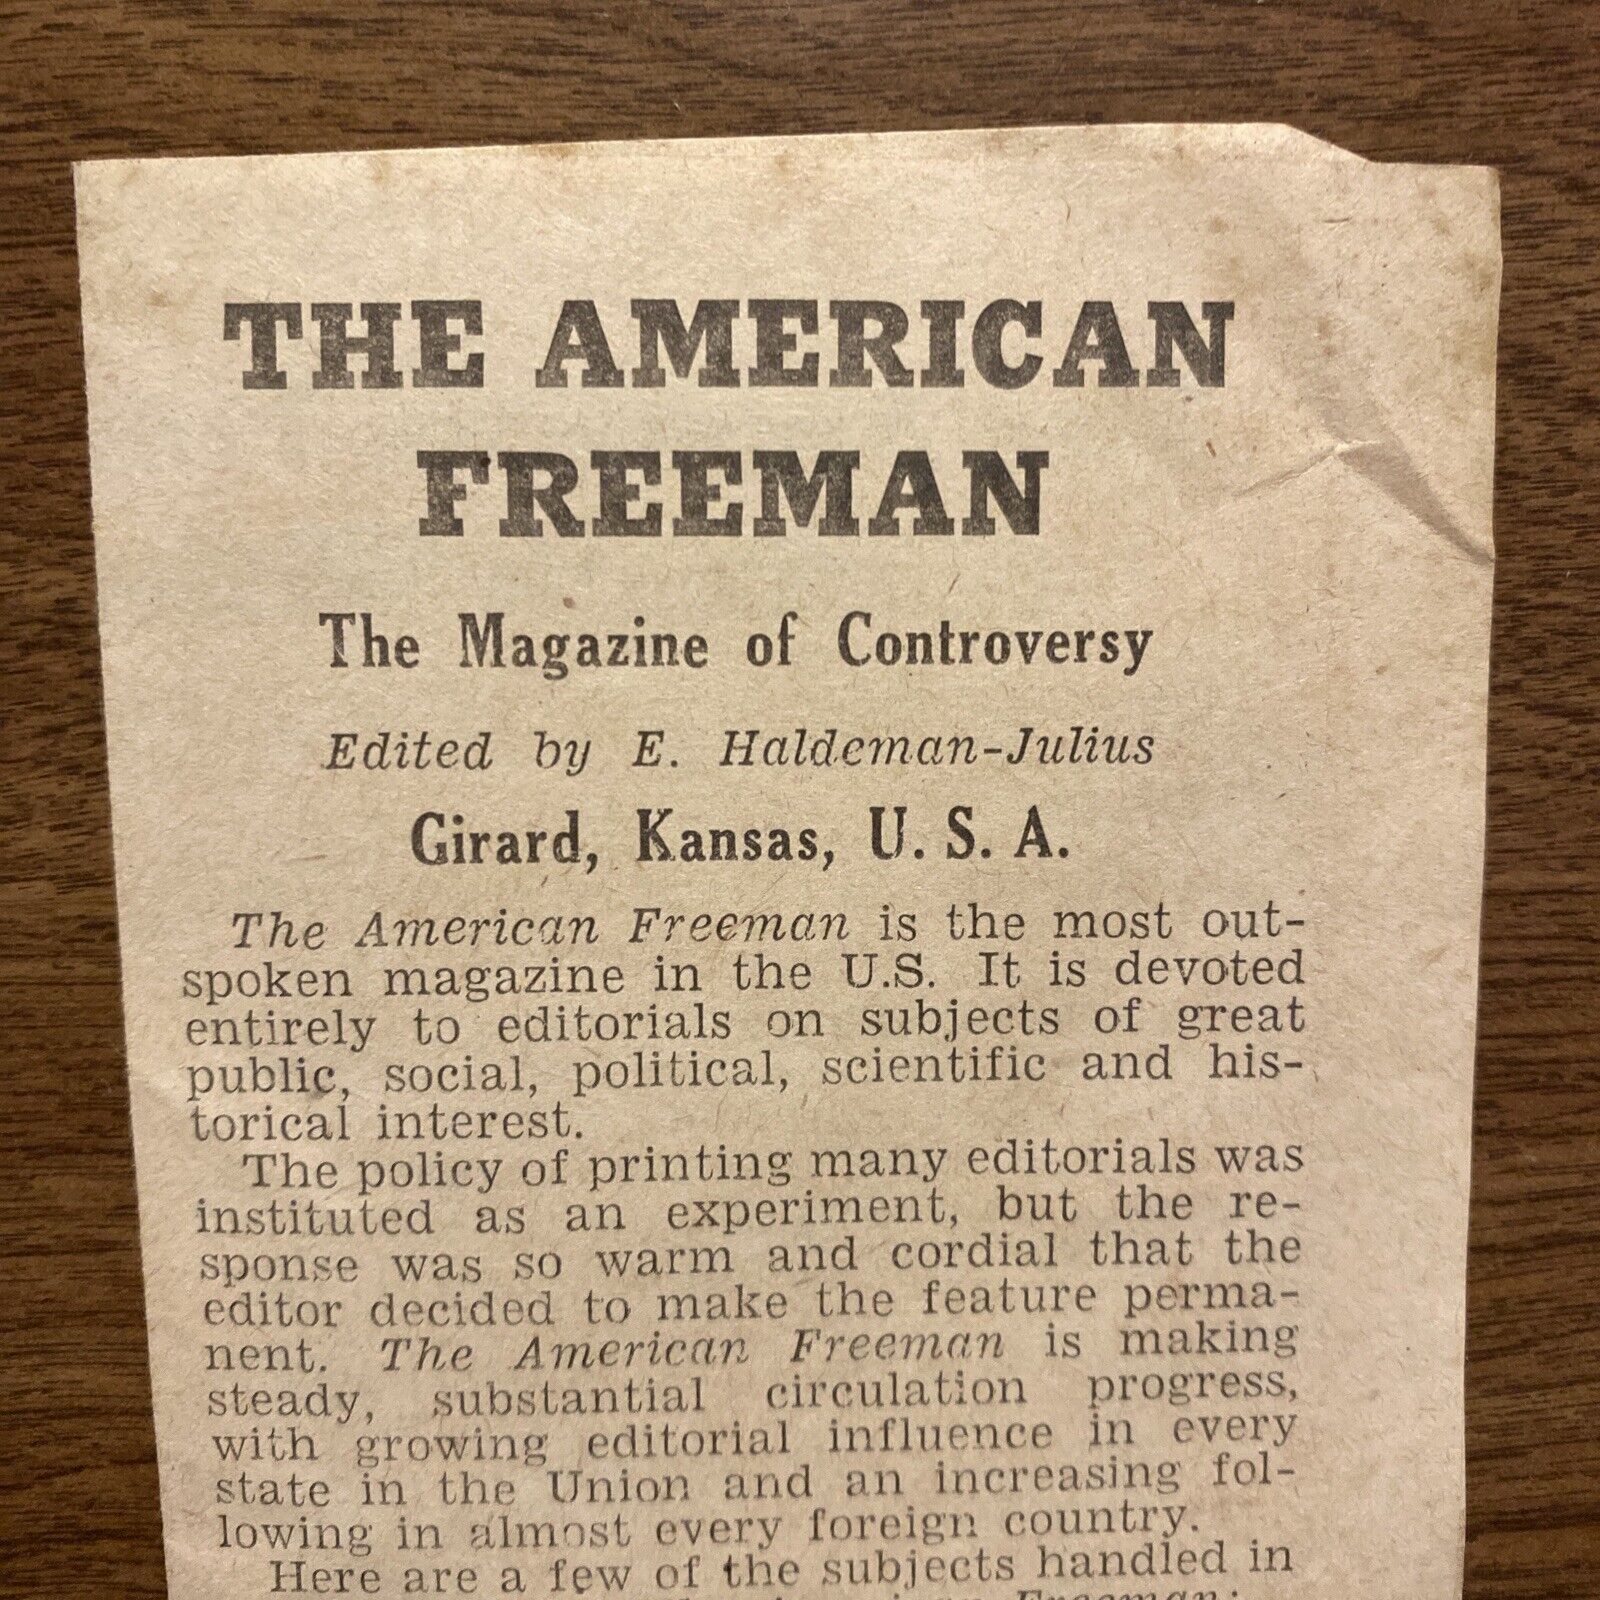 THE AMERICAN
FREEMAN
The Magazine of Controversy
Edited by E. Haldeman-Julius
Girard, Kansas, U. S. A.
The American Freeman is the most out-
spoken magazine in the U.S. It is devoted
entirely to editorials on subjects of great
public, social, political, scientific and his-
torical interest.
The policy of printing many editorials was
instituted as an experiment, but the re-
sponse was so warm and cordial that the
editor decided to make the feature perma-
nent. The American Freeman is making
steady, substantial circulation progress,
with growing editorial influence in every
state in the Union and an increasing fol-
lowing in almost every foreign country.
Here are a few of the subjects handled in
Freeman: